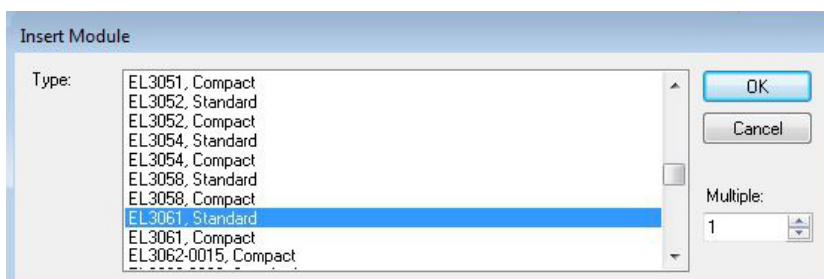 Insert Module
Type:
EL3051, Compact
EL3052, Standard
EL3052, Compact
EL3054, Standard
EL3054, Compact
EL3058, Standard
EL3058, Compact
EL3061, Standard
EL3061, Compact
EL3062-0015, Compact
OK
Cancel
Multiple:
1